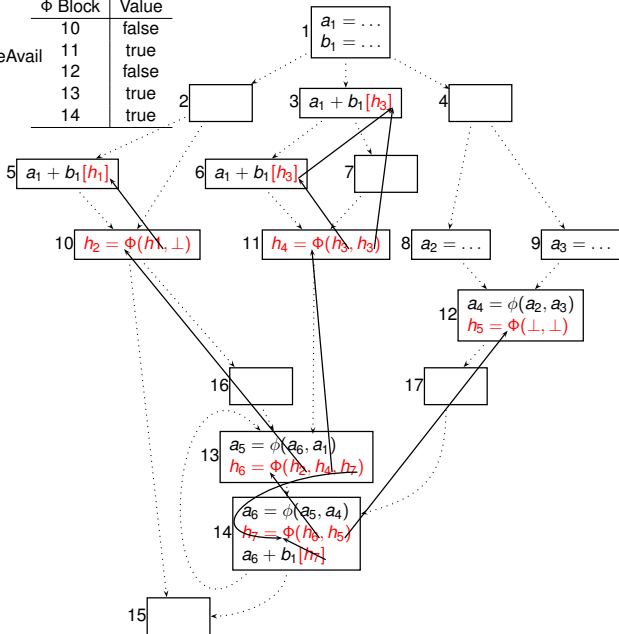 Φ Block Value
10 false
11 true
eAvail
12 false
13 true
14 true
1
a₁ = …
b₁ = …
2
3 a₁ + b₁[h₃]
4
5 a₁ + b₁[h₁]
6 a₁ + b₁[h₃]
7
10 h₂ = Φ(h1, ⊥)
11 h₄ = Φ(h₃, h₃)
8 a₂ = …
9 a₃ = …
12
a₄ = ϕ(a₂, a₃)
h₅ = Φ(⊥, ⊥)
16
17
13
a₅ = ϕ(a₆, a₁)
h₆ = Φ(h₂, h₄, h₇)
14
a₆ = ϕ(a₅, a₄)
h₇ = Φ(h₆, h₅)
a₆ + b₁[h₇]
15